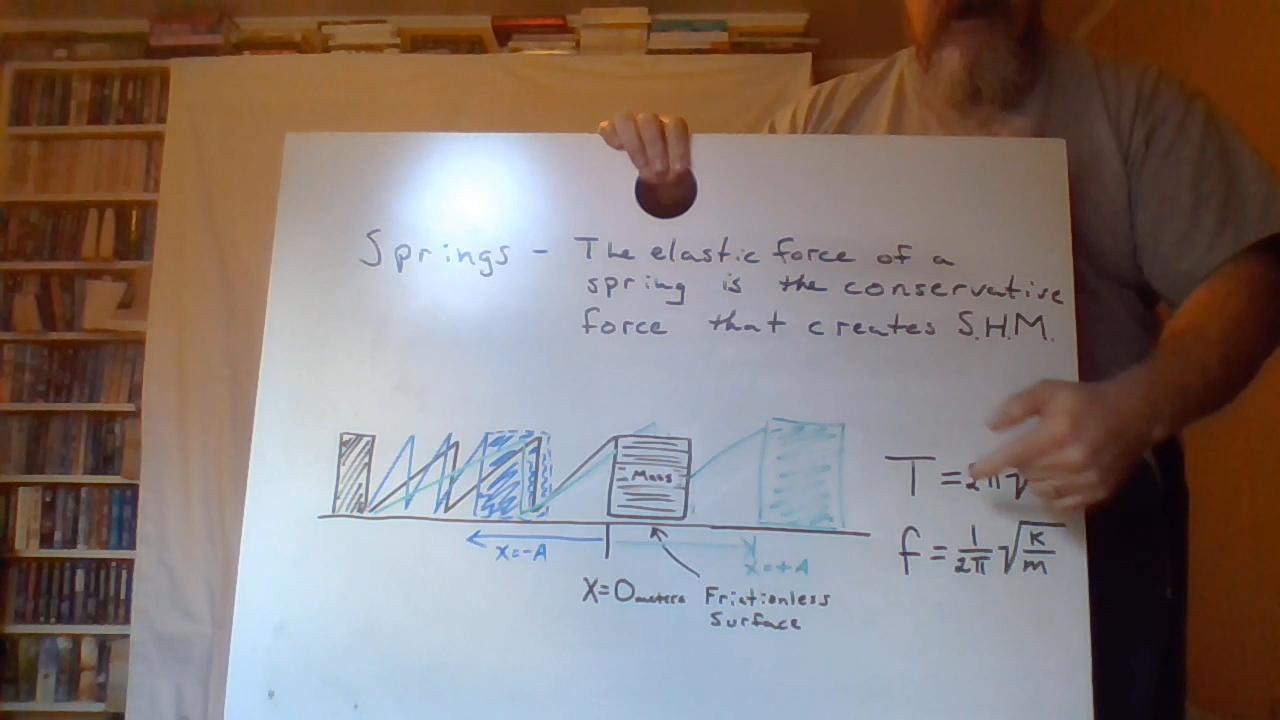 Springs - The elastic force of a
spring is the conservative
force that creates S.H.M.
Mass
T = 2π√
f = 1/2π √K/m
x=-A
x=+A
X=0 meters
Frictionless
Surface